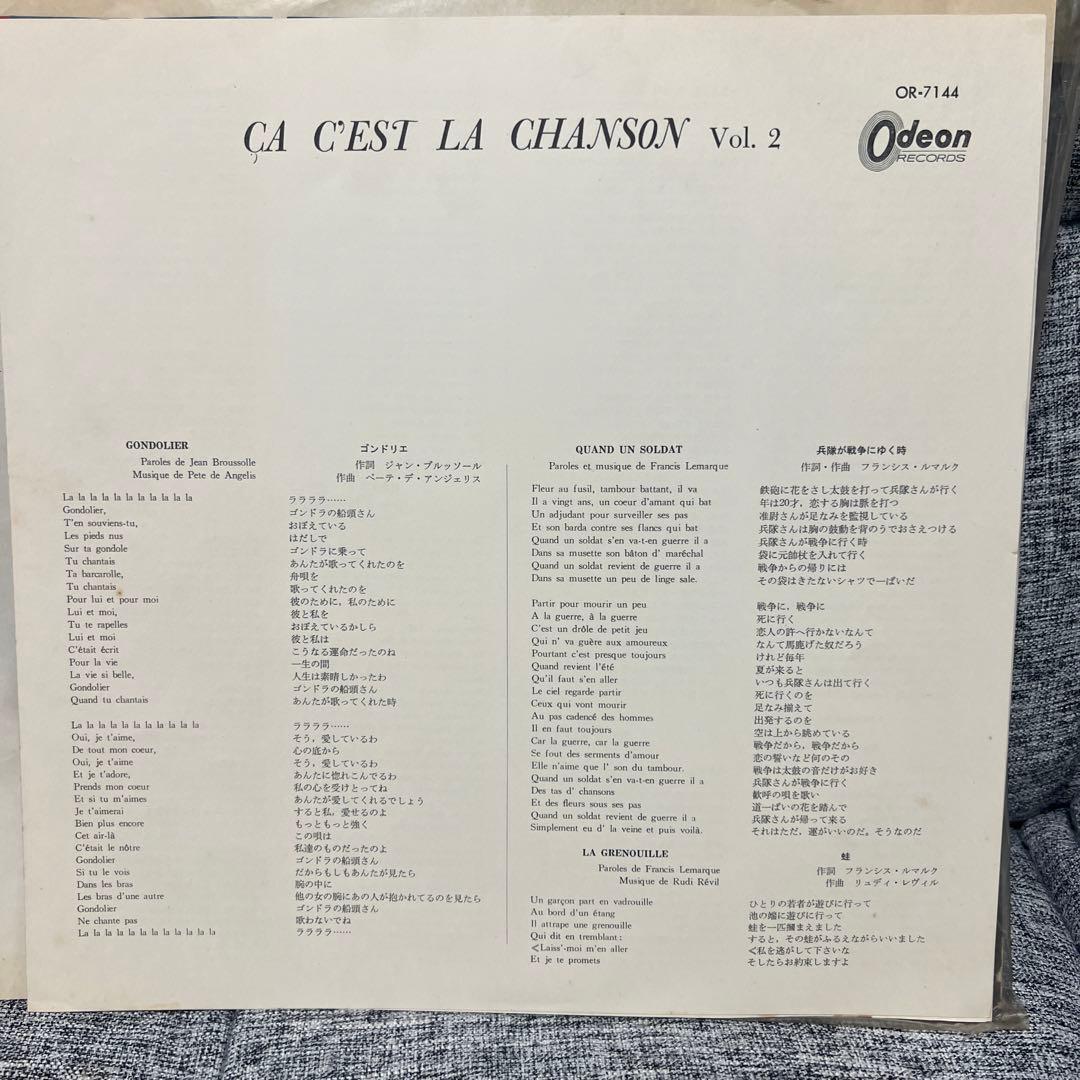 OR-7144
ÇA C'EST LA CHANSON Vol. 2
Odeon
RECORDS
GONDOLIER
Paroles de Jean Broussolle
Musique de Pete de Angelis
La la la la la la la la la la la
Gondolier,
T'en souviens-tu,
Les pieds nus
Sur ta gondole
Tu chantais
Ta barcarolle,
Tu chantais
Pour lui et pour moi
Lui et moi,
Tu te rapelles
Lui et moi
C'était écrit
Pour la vie
La vie si belle,
Gondolier
Quand tu chantais
La la la la la la la la la la la
Oui, je t'aime,
De tout mon coeur,
Oui, je t'aime
Et je t'adore,
Prends mon coeur
Et si tu m'aimes
Je t'aimerai
Bien plus encore
Cet air-là
C'était le nôtre
Gondolier
Si tu le vois
Dans les bras
Les bras d'une autre
Gondolier
Ne chante pas
La la la la la la la la la la la
ゴンドリエ
作詞 ジャン・ブルッソール
作曲 ペーテ・デ・アンジェリス
ララララ……
ゴンドラの船頭さん
おぼえている
はだしで
ゴンドラに乗って
あんたが歌ってくれたのを
舟唄を
歌ってくれたのを
彼のために，私のために
彼と私を
おぼえているかしら
彼と私は
こうなる運命だったのね
一生の間
人生は素晴しかったわ
ゴンドラの船頭さん
あんたが歌ってくれた時
ララララ……
そう，愛しているわ
心の底から
そう，愛しているわ
あんたに惚れこんでるわ
私の心を受けとってね
あんたが愛してくれるでしょう
すると私，愛せるのよ
もっともっと強く
この唄は
私達のものだったのよ
ゴンドラの船頭さん
だからもしもあんたが見たら
腕の中に
他の女の腕にあの人が抱かれてるのを見たら
ゴンドラの船頭さん
歌わないでね
ララララ……
QUAND UN SOLDAT
Paroles et musique de Francis Lemarque
Fleur au fusil, tambour battant, il va
Il a vingt ans, un coeur d'amant qui bat
Un adjudant pour surveiller ses pas
Et son barda contre ses flancs qui bat
Quand un soldat s'en va-t-en guerre il a
Dans sa musette son bâton d' maréchal
Quand un soldat revient de guerre il a
Dans sa musette un peu de linge sale.
Partir pour mourir un peu
A la guerre, à la guerre
C'est un drôle de petit jeu
Qui n' va guère aux amoureux
Pourtant c'est presque toujours
Quand revient l'été
Qu'il faut s'en aller
Le ciel regarde partir
Ceux qui vont mourir
Au pas cadencé des hommes
Il en faut toujours
Car la guerre, car la guerre
Se fout des serments d'amour
Elle n'aime que l' son du tambour.
Quand un soldat s'en va-t-en guerre il a
Des tas d' chansons
Et des fleurs sous ses pas
Quand un soldat revient de guerre il a
Simplement eu d' la veine et puis voilà.
兵隊が戦争にゆく時
作詞・作曲 フランシス・ルマルク
鉄砲に花をさし太鼓を打って兵隊さんが行く
年は20才，恋する胸は脈を打つ
准尉さんが足なみを監視している
兵隊さんは胸の鼓動を背のうでおさえつける
兵隊さんが戦争に行く時
袋に元帥杖を入れて行く
戦争からの帰りには
その袋はきたないシャツで一ぱいだ
戦争に，戦争に
死に行く
恋人の許へ行かないなんて
なんて馬鹿げた奴だろう
けれど毎年
夏が来ると
いつも兵隊さんは出て行く
死に行くのを
足なみ揃えて
出発するのを
空は上から眺めている
戦争だから，戦争だから
恋の誓いなど何のその
戦争は太鼓の音だけがお好き
兵隊さんが戦争に行く
歓呼の唄を歌い
道一ぱいの花を踏んで
兵隊さんが帰って来る
それはただ，運がいいのだ。そうなのだ
LA GRENOUILLE
Paroles de Francis Lemarque
Musique de Rudi Révil
Un garçon part en vadrouille
Au bord d'un étang
Il attrape une grenouille
Qui dit en tremblant :
≪Laiss'-moi m'en aller
Et je te promets
蛙
作詞 フランシス・ルマルク
作曲 リュディ・レヴィル
ひとりの若者が遊びに行って
池の端に遊びに行って
蛙を一匹摑まえました
すると，その蛙がふるえながらいいました
≪私を逃がして下さいな
そしたらお約束しますよ